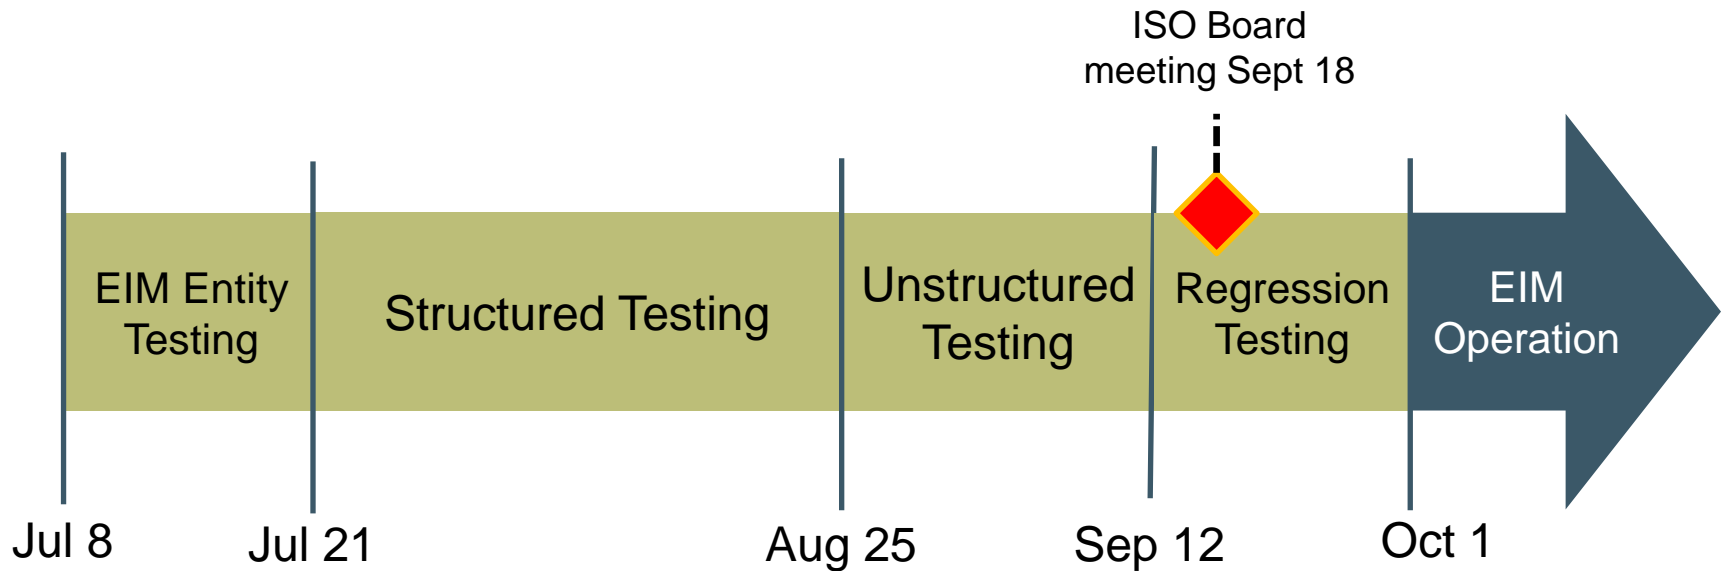 ISO Board
meeting Sept 18
EIM Entity
Testing
Structured Testing
Unstructured
Testing
Regression
Testing
EIM
Operation
Jul 8
Jul 21
Aug 25
Sep 12
Oct 1